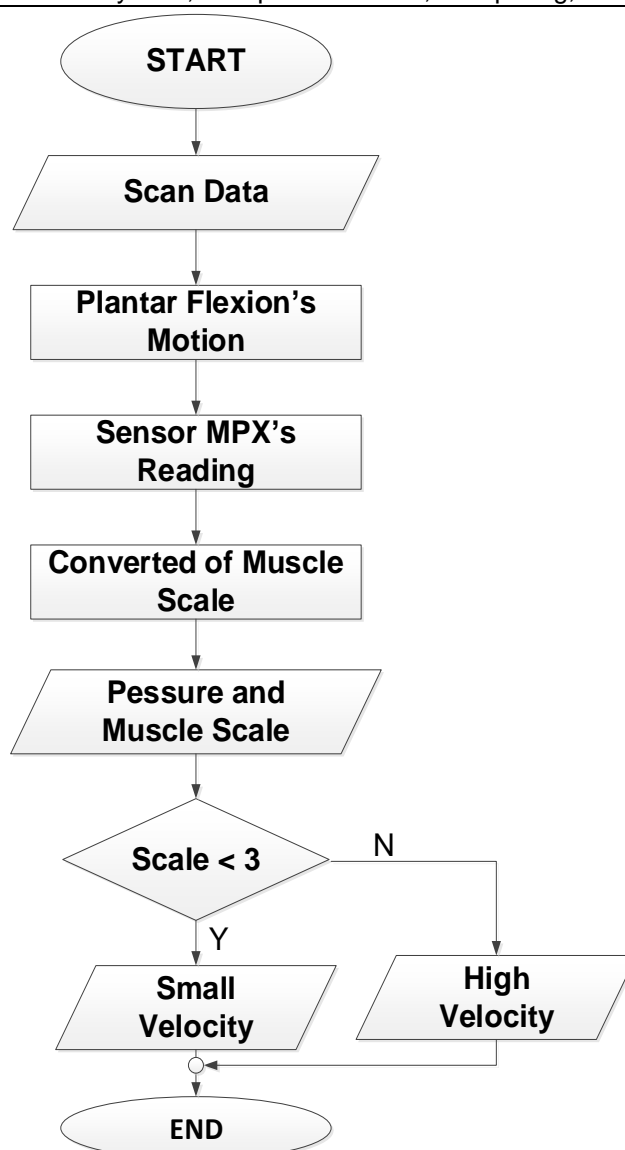 START
Scan Data
Plantar Flexion’s
Motion
Sensor MPX’s
Reading
Converted of Muscle
Scale
Pessure and
Muscle Scale
Scale < 3
N
Y
Small
Velocity
High
Velocity
END